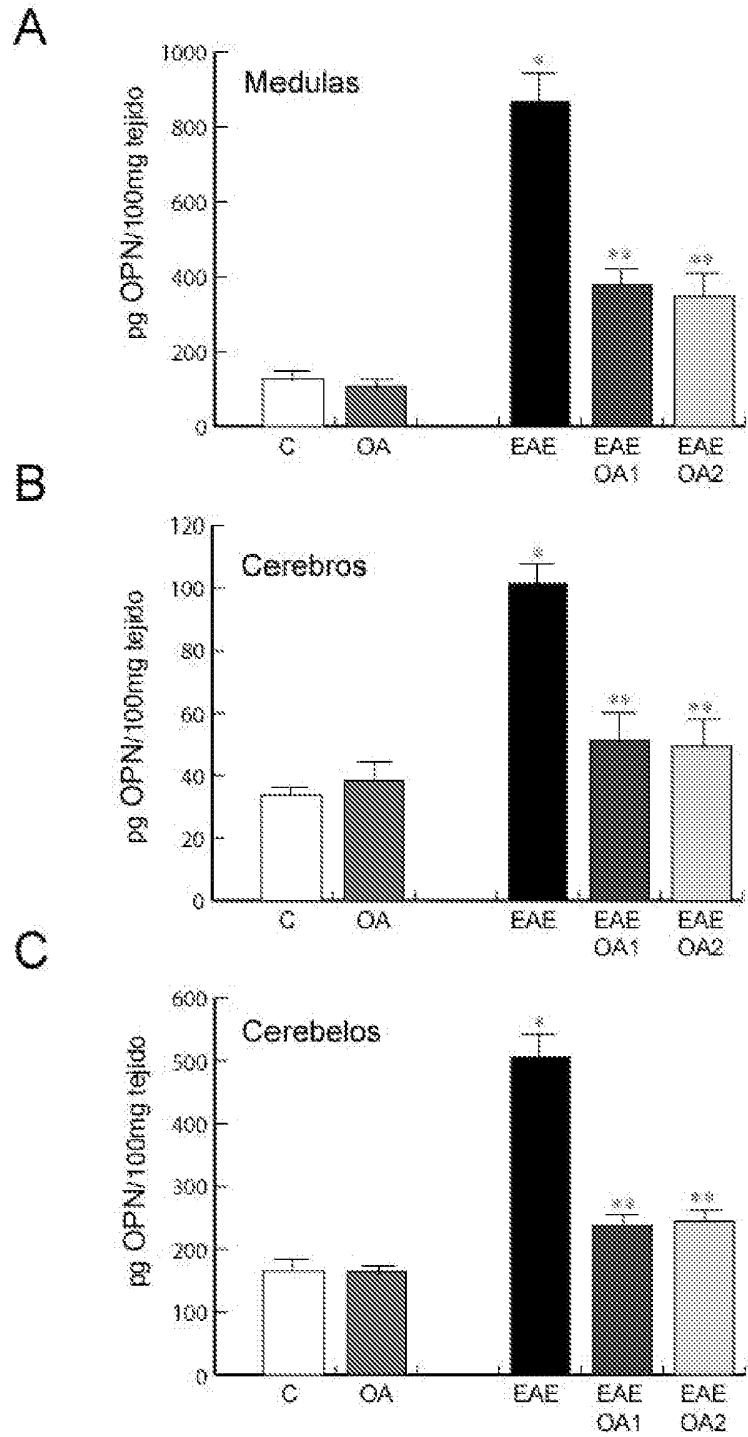 A
Medulas
pg OPN/100mg tejido
1000
800
600
400
200
0
*
**
**
C OA EAE EAE EAE
OA1 OA2
B
Cerebros
pg OPN/100mg tejido
120
100
80
60
40
20
0
*
**
**
C OA EAE EAE EAE
OA1 OA2
C
Cerebelos
pg OPN/100mg tejido
600
500
400
300
200
100
0
*
**
**
C OA EAE EAE EAE
OA1 OA2